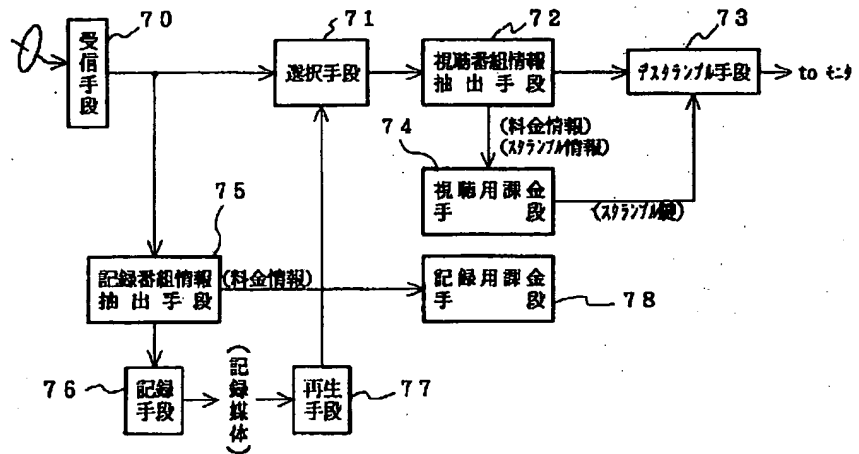 70
受信手段
71
選択手段
72
視聴番組情報
抽出手段
73
デスクランブル手段
to モニタ
(料金情報)
(スクランブル情報)
74
視聴用課金
手段
(スクランブル鍵)
75
記録番組情報
抽出手段
(料金情報)
記録用課金
手段
78
76
記録
手段
(記録媒体)
再生
手段
77